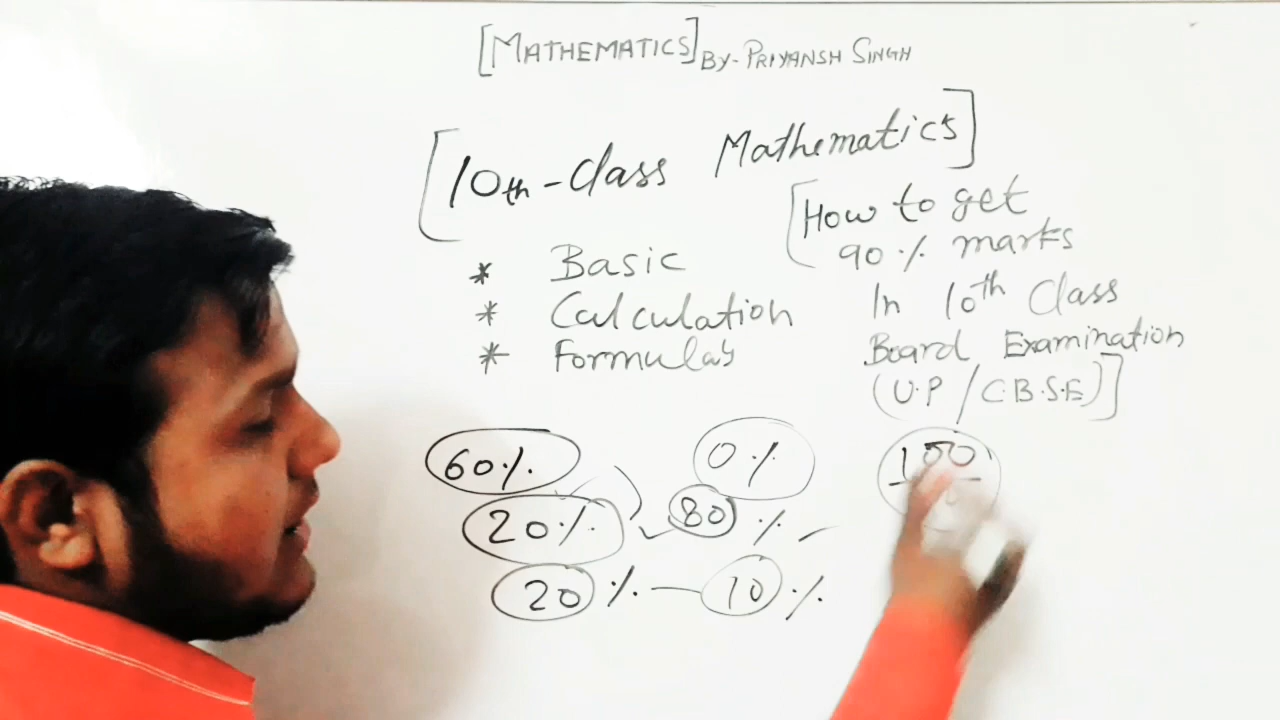 [MATHEMATICS] BY-PRIYANSH SINGH
[10th-Class Mathematics]
* Basic
* Calculation
* Formulas
[How to get
90% marks
In 10th Class
Board Examination
(U.P/C.B.S.E)]
60% 0% 100
20% 80%
20% — 10%